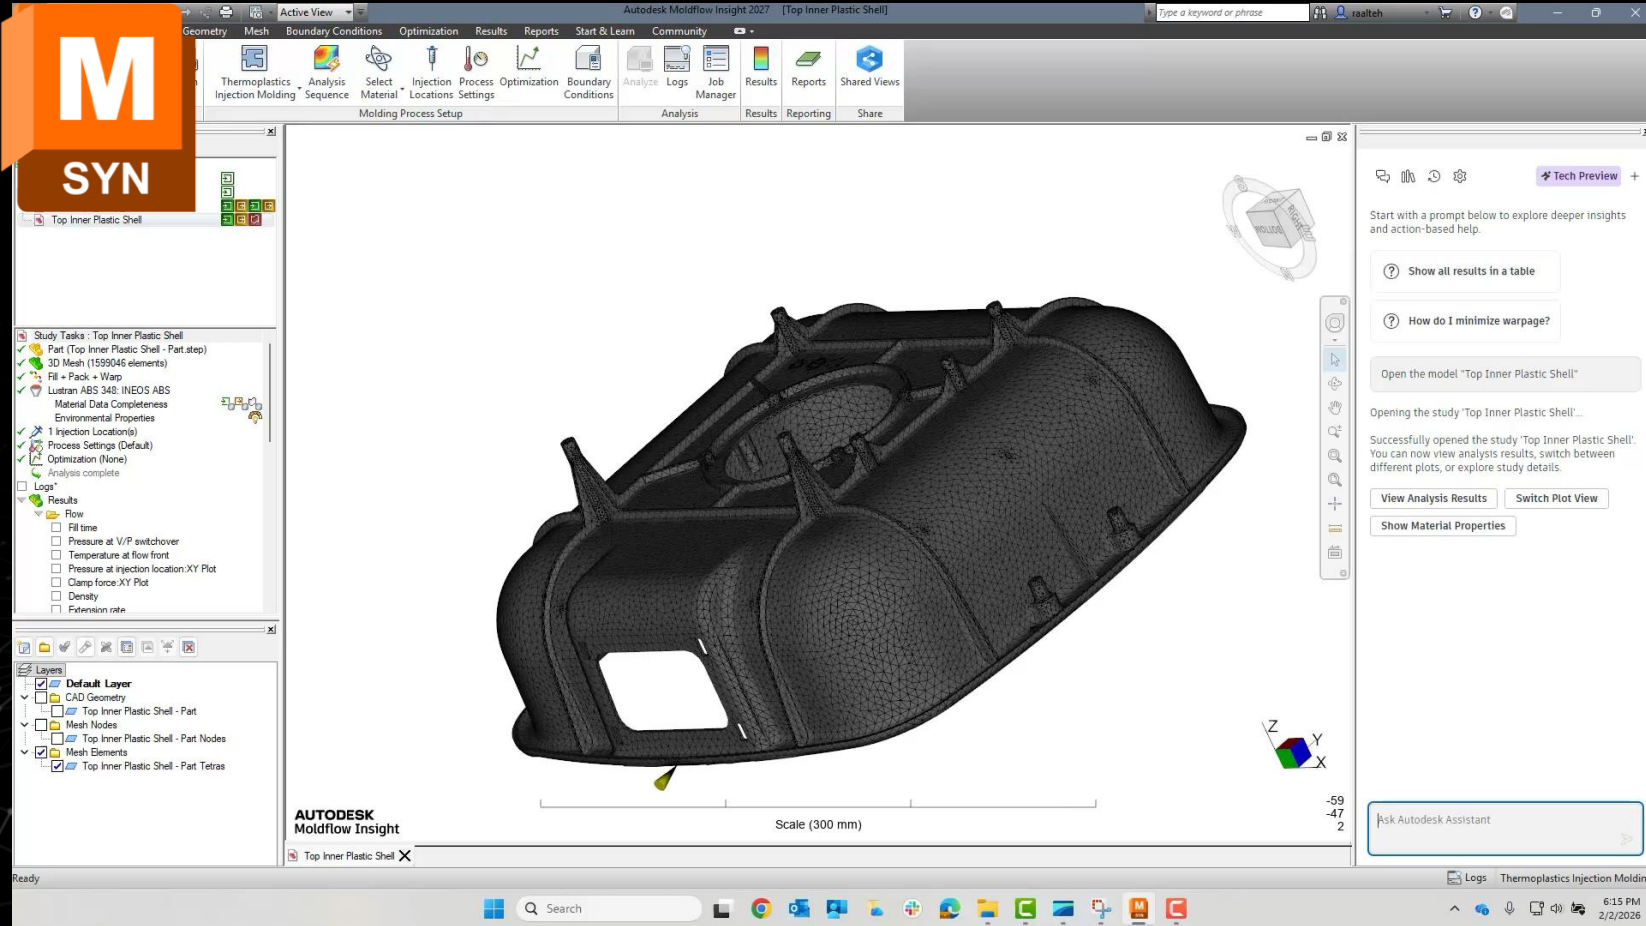 Active View
Autodesk Moldflow Insight 2027 [Top Inner Plastic Shell]
Type a keyword or phrase
raalteh
M
SYN
Geometry Mesh Boundary Conditions Optimization Results Reports Start & Learn Community
Thermoplastics Injection Molding
Analysis Sequence
Select Material
Injection Locations
Process Settings
Optimization
Boundary Conditions
Analyze
Logs
Job Manager
Results
Reports
Shared Views
Molding Process Setup
Analysis
Results
Reporting
Share
Top Inner Plastic Shell
Study Tasks : Top Inner Plastic Shell
Part (Top Inner Plastic Shell - Part.step)
3D Mesh (1599046 elements)
Fill + Pack + Warp
Lustran ABS 348: INEOS ABS
Material Data Completeness
Environmental Properties
1 Injection Location(s)
Process Settings (Default)
Optimization (None)
Analysis complete
Logs*
Results
Flow
Fill time
Pressure at V/P switchover
Temperature at flow front
Pressure at injection location:XY Plot
Clamp force:XY Plot
Density
Extension rate
Layers
Default Layer
CAD Geometry
Top Inner Plastic Shell - Part
Mesh Nodes
Top Inner Plastic Shell - Part Nodes
Mesh Elements
Top Inner Plastic Shell - Part Tetras
RIGHT
BOTTOM
Z
Y
X
-59
-47
2
AUTODESK
Moldflow Insight
Scale (300 mm)
Top Inner Plastic Shell
Tech Preview
Start with a prompt below to explore deeper insights
and action-based help.
Show all results in a table
How do I minimize warpage?
Open the model "Top Inner Plastic Shell"
Opening the study 'Top Inner Plastic Shell'...
Successfully opened the study 'Top Inner Plastic Shell'.
You can now view analysis results, switch between
different plots, or explore study details.
View Analysis Results
Switch Plot View
Show Material Properties
Ask Autodesk Assistant
Ready
Logs
Thermoplastics Injection Moldin
Search
6:15 PM
2/2/2026